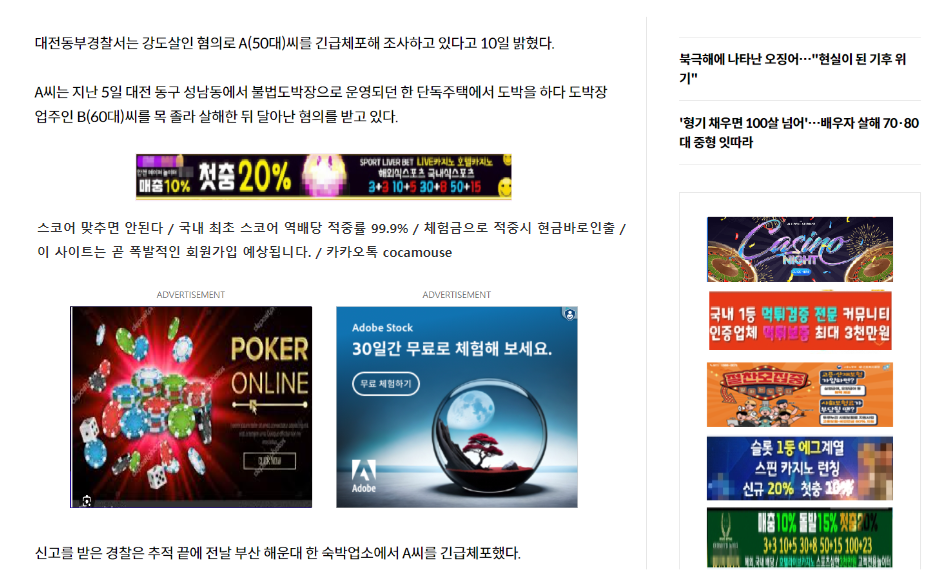 대전동부경찰서는 강도살인 혐의로 A(50대)씨를 긴급체포해 조사하고 있다고 10일 밝혔다.
A씨는 지난 5일 대전 동구 성남동에서 불법도박장으로 운영되던 한 단독주택에서 도박을 하다 도박장
업주인 B(60대)씨를 목 졸라 살해한 뒤 달아난 혐의를 받고 있다.
매충10% 첫충20%
SPORT LIVER BET LIVE카지노 호텔카지노
해외식스포츠 국내식스포츠
3+3 10+5 30+8 50+15
스코어 맞추면 안된다 / 국내 최초 스코어 역배당 적중률 99.9% / 체험금으로 적중시 현금바로인출 /
이 사이트는 곧 폭발적인 회원가입 예상됩니다. / 카카오톡 cocamouse
ADVERTISEMENT
POKER
ONLINE
CLICK NOW
ADVERTISEMENT
Adobe Stock
30일간 무료로 체험해 보세요.
무료 체험하기
Adobe
신고를 받은 경찰은 추적 끝에 전날 부산 해운대 한 숙박업소에서 A씨를 긴급체포했다.
북극해에 나타난 오징어…"현실이 된 기후 위
기"
'형기 채우면 100살 넘어'…배우자 살해 70·80
대 중형 잇따라
Casino
NIGHT
국내 1등 먹튀검증 전문 커뮤니티
인증업체 먹튀보증 최대 3천만원
슬롯 1등 에그계열
스핀 카지노 런칭
신규 20% 첫충
매충10% 돌발15% 첫충20%
3+3 10+5 30+8 50+15 100+23